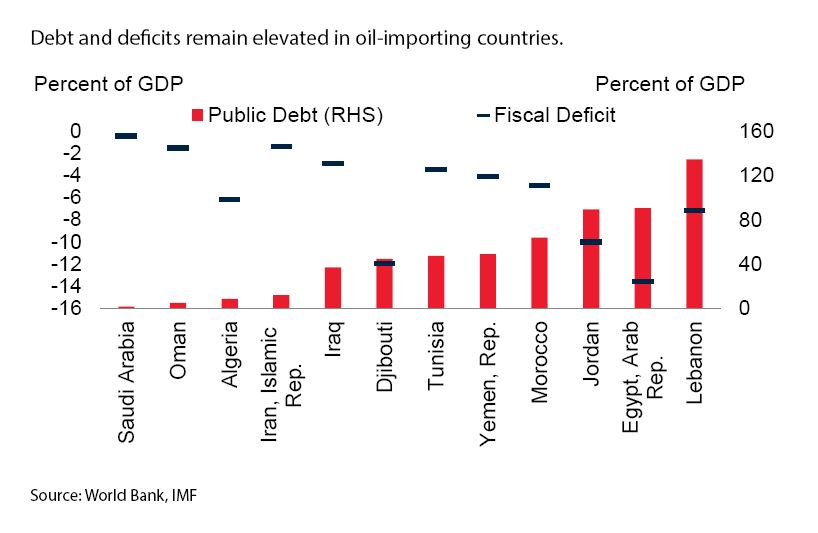 Debt and deficits remain elevated in oil-importing countries.
Percent of GDP
Percent of GDP
Public Debt (RHS)
Fiscal Deficit
0
-2
-4
-6
-8
-10
-12
-14
-16
160
120
80
40
0
Saudi Arabia
Oman
Algeria
Iran, Islamic
Rep.
Iraq
Djibouti
Tunisia
Yemen, Rep.
Morocco
Jordan
Egypt, Arab
Rep.
Lebanon
Source: World Bank, IMF